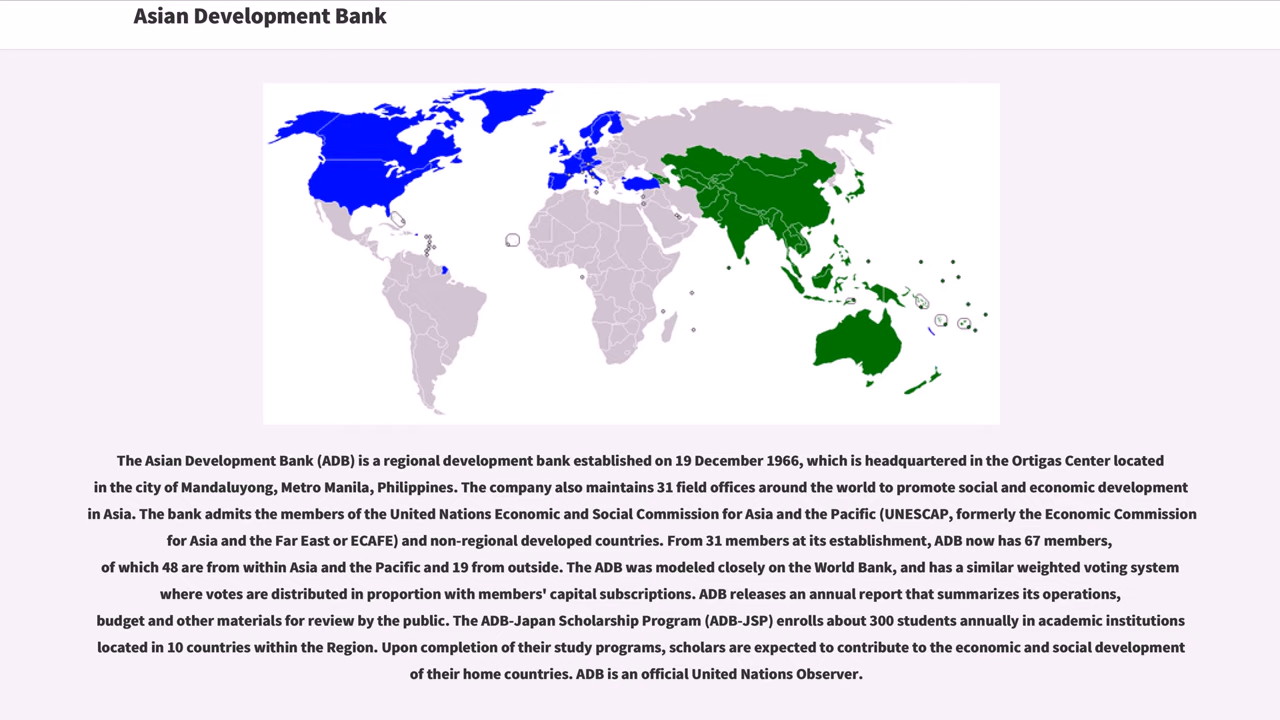 Asian Development Bank
The Asian Development Bank (ADB) is a regional development bank established on 19 December 1966, which is headquartered in the Ortigas Center located
in the city of Mandaluyong, Metro Manila, Philippines. The company also maintains 31 field offices around the world to promote social and economic development
in Asia. The bank admits the members of the United Nations Economic and Social Commission for Asia and the Pacific (UNESCAP, formerly the Economic Commission
for Asia and the Far East or ECAFE) and non-regional developed countries. From 31 members at its establishment, ADB now has 67 members,
of which 48 are from within Asia and the Pacific and 19 from outside. The ADB was modeled closely on the World Bank, and has a similar weighted voting system
where votes are distributed in proportion with members' capital subscriptions. ADB releases an annual report that summarizes its operations,
budget and other materials for review by the public. The ADB-Japan Scholarship Program (ADB-JSP) enrolls about 300 students annually in academic institutions
located in 10 countries within the Region. Upon completion of their study programs, scholars are expected to contribute to the economic and social development
of their home countries. ADB is an official United Nations Observer.